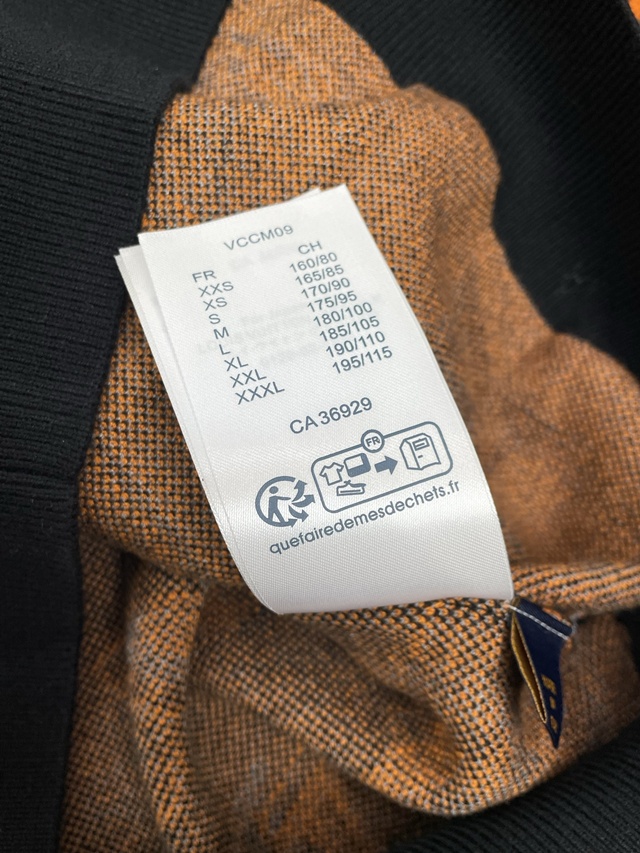 VCCM09
FR CH
XXS 160/80
XS 165/85
S 170/90
M 175/95
L 180/100
XL 185/105
XXL 190/110
XXXL 195/115
CA 36929
FR
quefairedemesdechets.fr